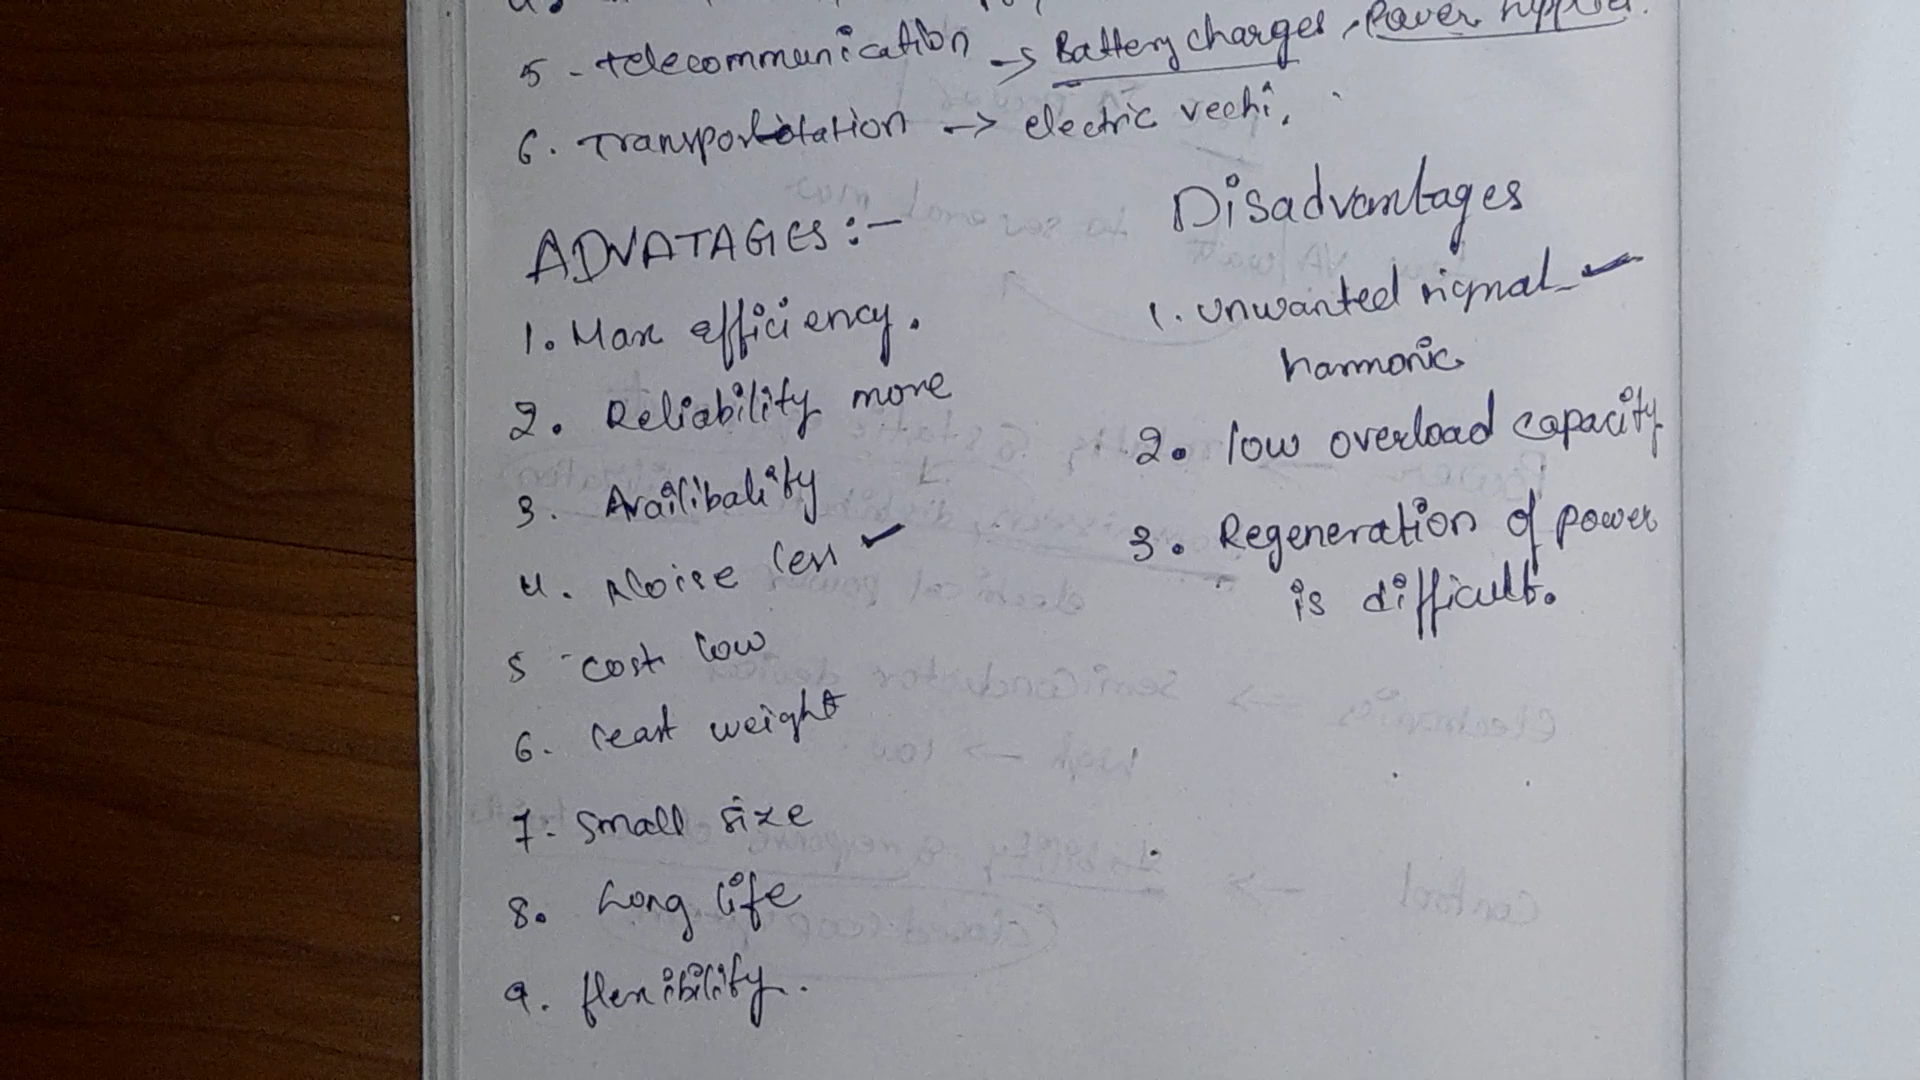 5 - telecommunication → Battery charges, Power
6. Transportotation → electric vechi,
ADVATAGES :-
1. Max efficiency.
2. Reliability more
3. Availibality
4. Noise less ✓
5 - cost low
6. least weight
7. Small size
8. Long life
9. flexibility.
Disadvantages
1. Unwanted signal ✓
harmonic
2. low overload capacity
3. Regeneration of power
is difficult.